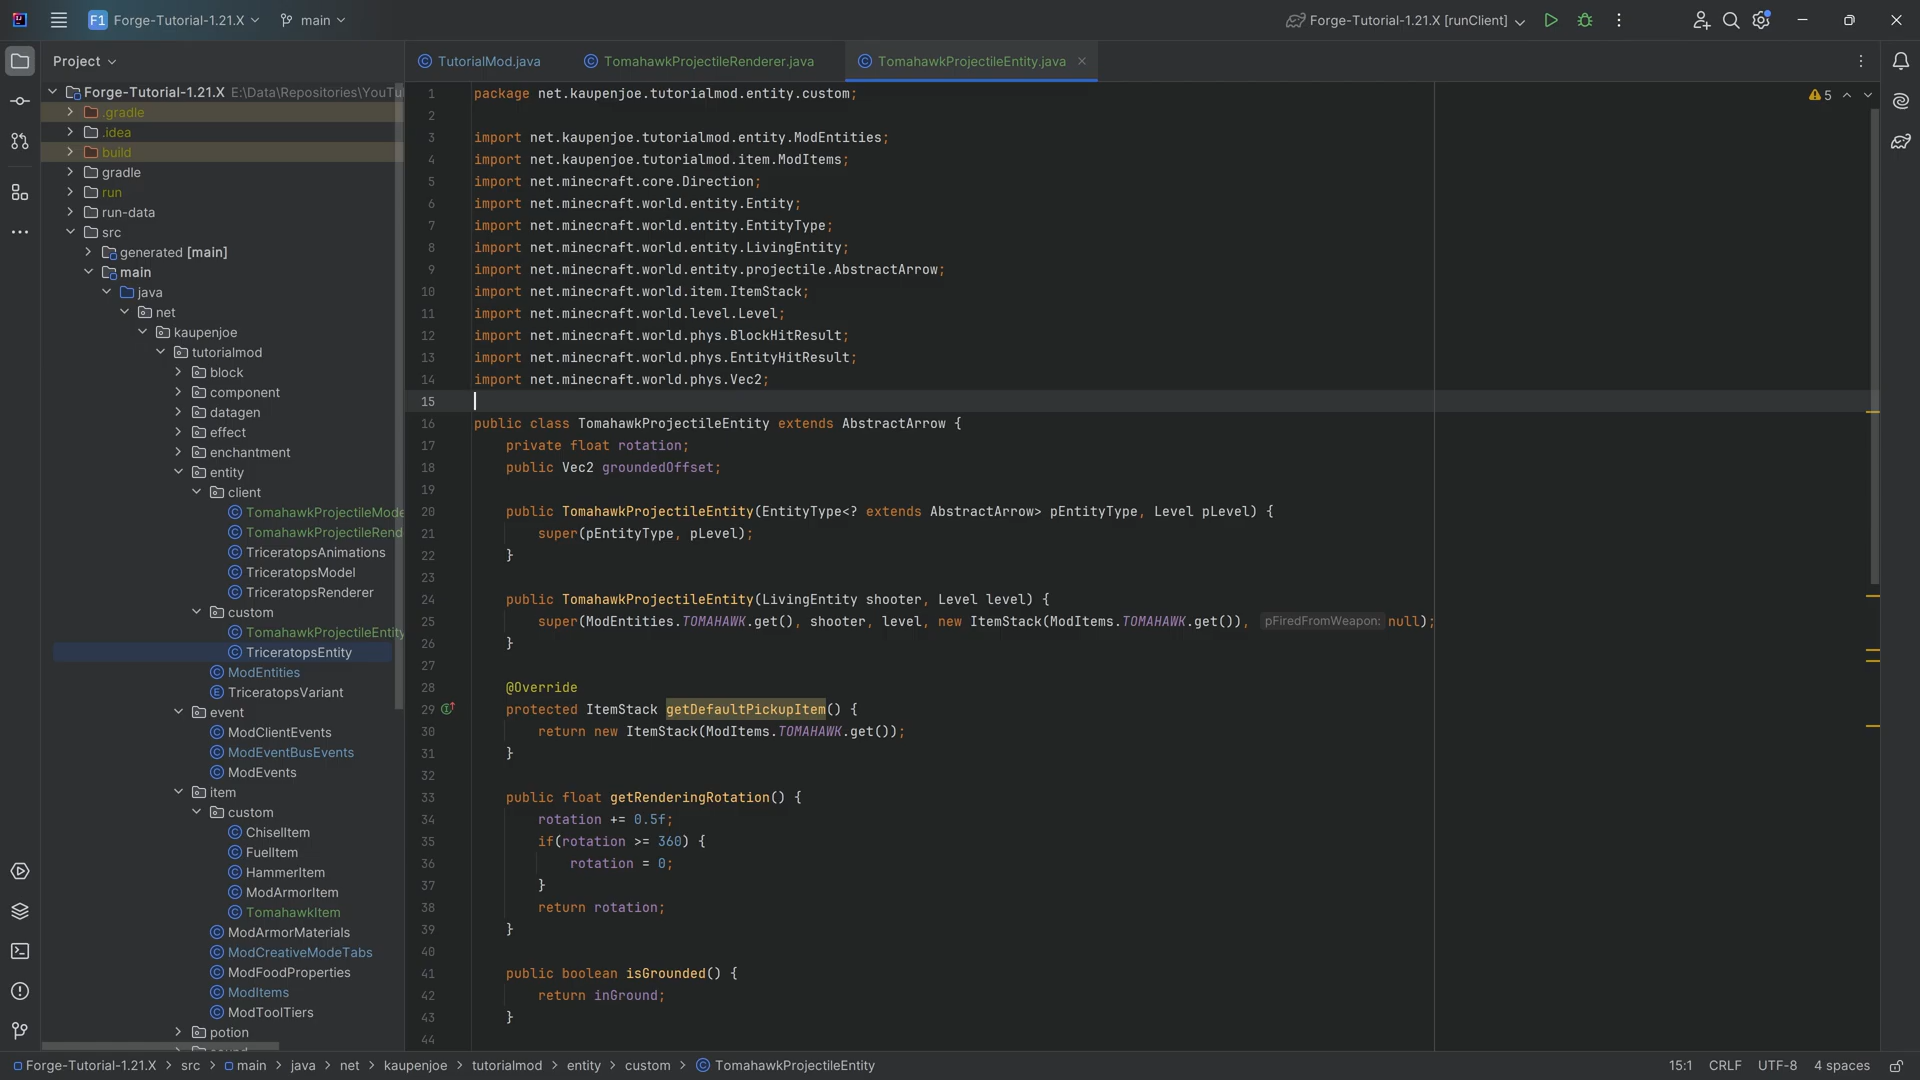 F1 Forge-Tutorial-1.21.X main Forge-Tutorial-1.21.X [runClient]
Project
TutorialMod.java TomahawkProjectileRenderer.java TomahawkProjectileEntity.java
Forge-Tutorial-1.21.X E:\Data\Repositories\YouTu
.gradle
.idea
build
gradle
run
run-data
src
generated [main]
main
java
net
kaupenjoe
tutorialmod
block
component
datagen
effect
enchantment
entity
client
TomahawkProjectileMode
TomahawkProjectileRend
TriceratopsAnimations
TriceratopsModel
TriceratopsRenderer
custom
TomahawkProjectileEntity
TriceratopsEntity
ModEntities
TriceratopsVariant
event
ModClientEvents
ModEventBusEvents
ModEvents
item
custom
ChiselItem
FuelItem
HammerItem
ModArmorItem
TomahawkItem
ModArmorMaterials
ModCreativeModeTabs
ModFoodProperties
ModItems
ModToolTiers
potion
5
1 package net.kaupenjoe.tutorialmod.entity.custom;
2
3 import net.kaupenjoe.tutorialmod.entity.ModEntities;
4 import net.kaupenjoe.tutorialmod.item.ModItems;
5 import net.minecraft.core.Direction;
6 import net.minecraft.world.entity.Entity;
7 import net.minecraft.world.entity.EntityType;
8 import net.minecraft.world.entity.LivingEntity;
9 import net.minecraft.world.entity.projectile.AbstractArrow;
10 import net.minecraft.world.item.ItemStack;
11 import net.minecraft.world.level.Level;
12 import net.minecraft.world.phys.BlockHitResult;
13 import net.minecraft.world.phys.EntityHitResult;
14 import net.minecraft.world.phys.Vec2;
15
16 public class TomahawkProjectileEntity extends AbstractArrow {
17 private float rotation;
18 public Vec2 groundedOffset;
19
20 public TomahawkProjectileEntity(EntityType<? extends AbstractArrow> pEntityType, Level pLevel) {
21 super(pEntityType, pLevel);
22 }
23
24 public TomahawkProjectileEntity(LivingEntity shooter, Level level) {
25 super(ModEntities.TOMAHAWK.get(), shooter, level, new ItemStack(ModItems.TOMAHAWK.get()), pFiredFromWeapon: null);
26 }
27
28 @Override
29 protected ItemStack getDefaultPickupItem() {
30 return new ItemStack(ModItems.TOMAHAWK.get());
31 }
32
33 public float getRenderingRotation() {
34 rotation += 0.5f;
35 if(rotation >= 360) {
36 rotation = 0;
37 }
38 return rotation;
39 }
40
41 public boolean isGrounded() {
42 return inGround;
43 }
44
Forge-Tutorial-1.21.X > src > main > java > net > kaupenjoe > tutorialmod > entity > custom > TomahawkProjectileEntity 15:1 CRLF UTF-8 4 spaces